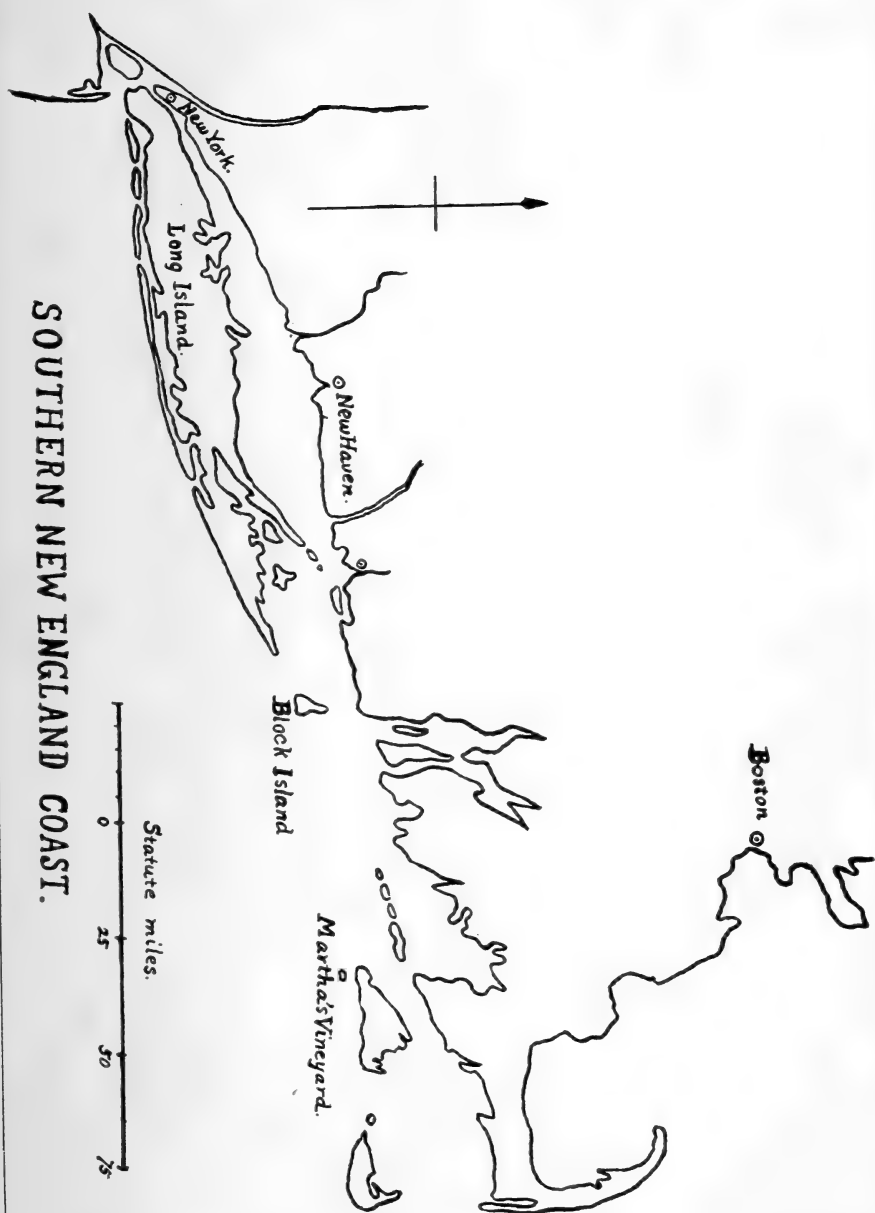 New York.
Long Island.
New Haven.
Boston
Block Island
Martha's Vineyard.
Statute miles.
0 25 50 75
SOUTHERN NEW ENGLAND COAST.